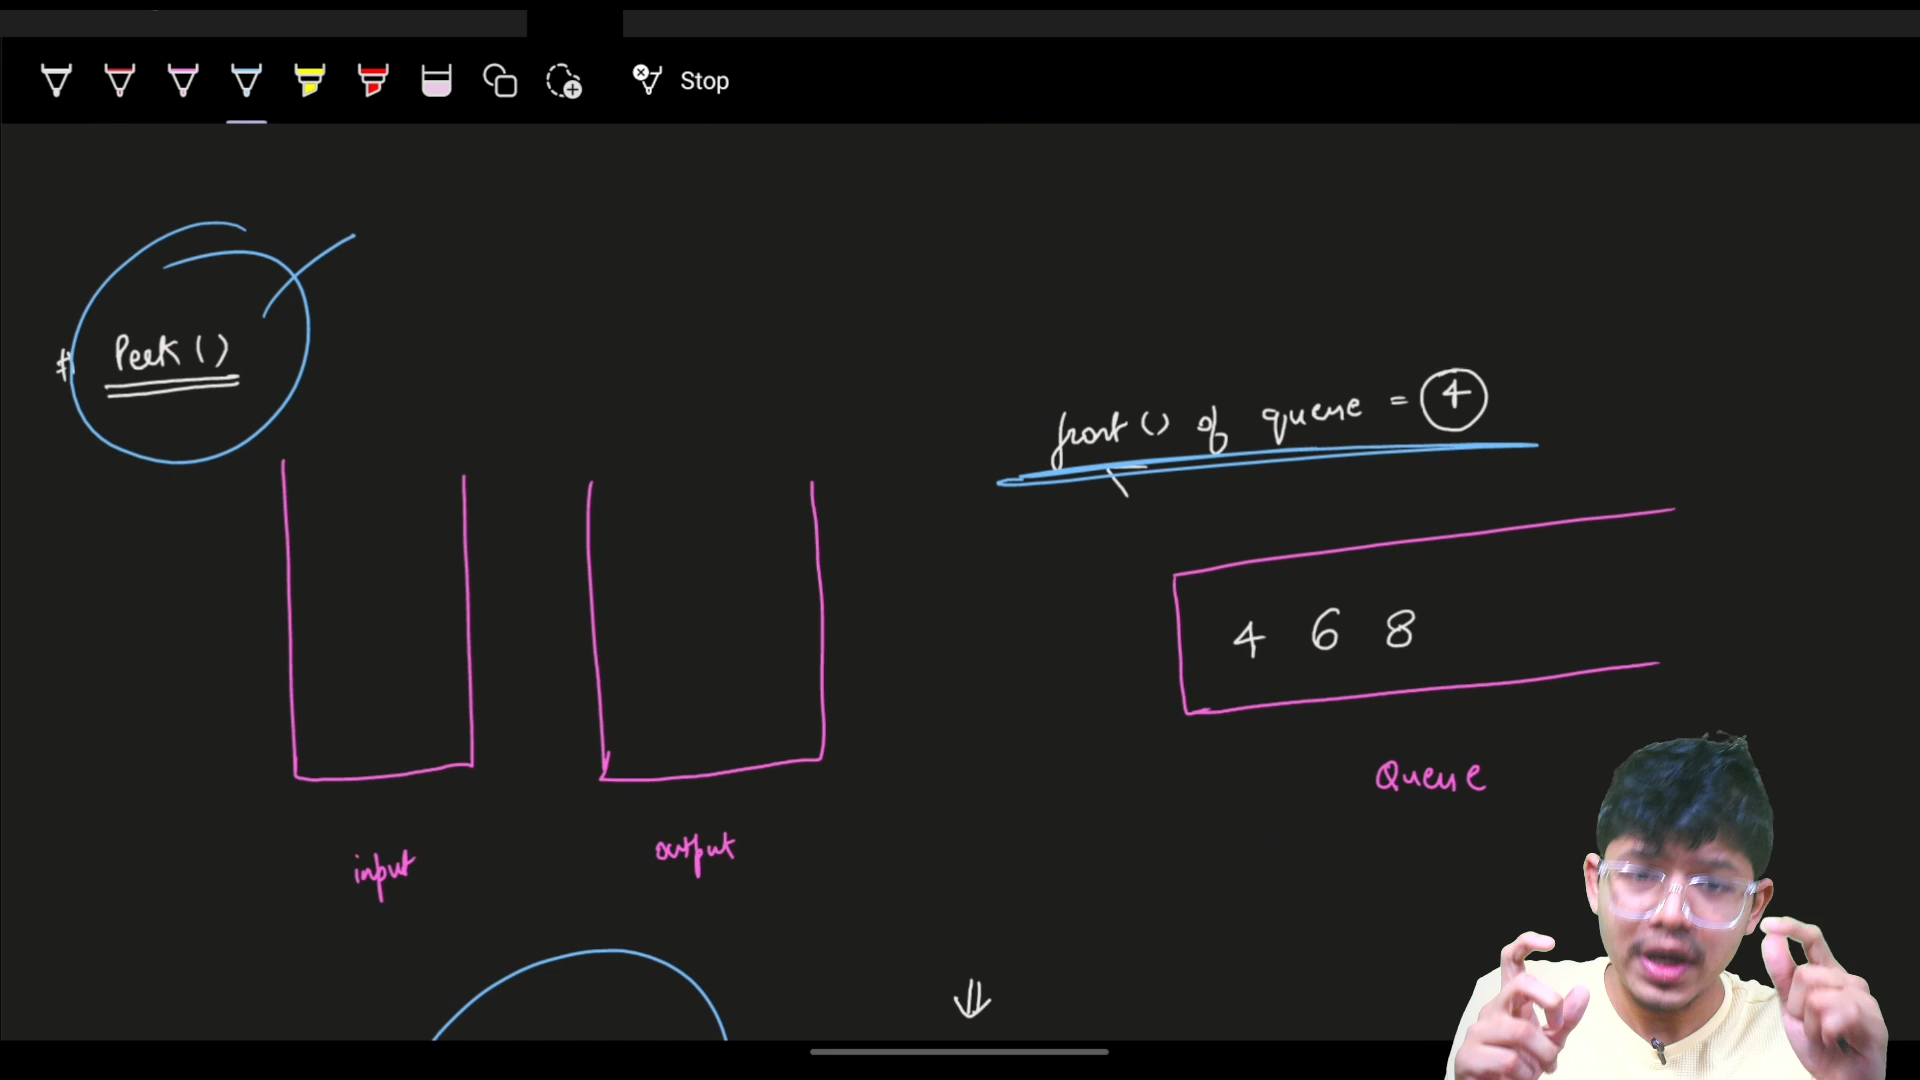 Stop
# Peek ()
front () of queue = 4
4 6 8
Queue
input
output